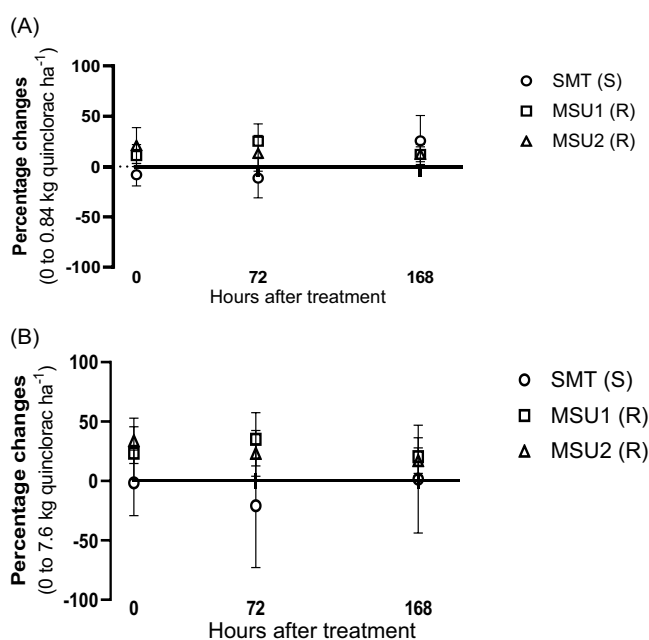 (A)
Percentage changes
(0 to 0.84 kg quinclorac ha⁻¹)
100
50
0
-50
-100
0
72
168
Hours after treatment
SMT (S)
MSU1 (R)
MSU2 (R)
(B)
Percentage changes
(0 to 7.6 kg quinclorac ha⁻¹)
100
50
0
-50
-100
0
72
168
Hours after treatment
SMT (S)
MSU1 (R)
MSU2 (R)